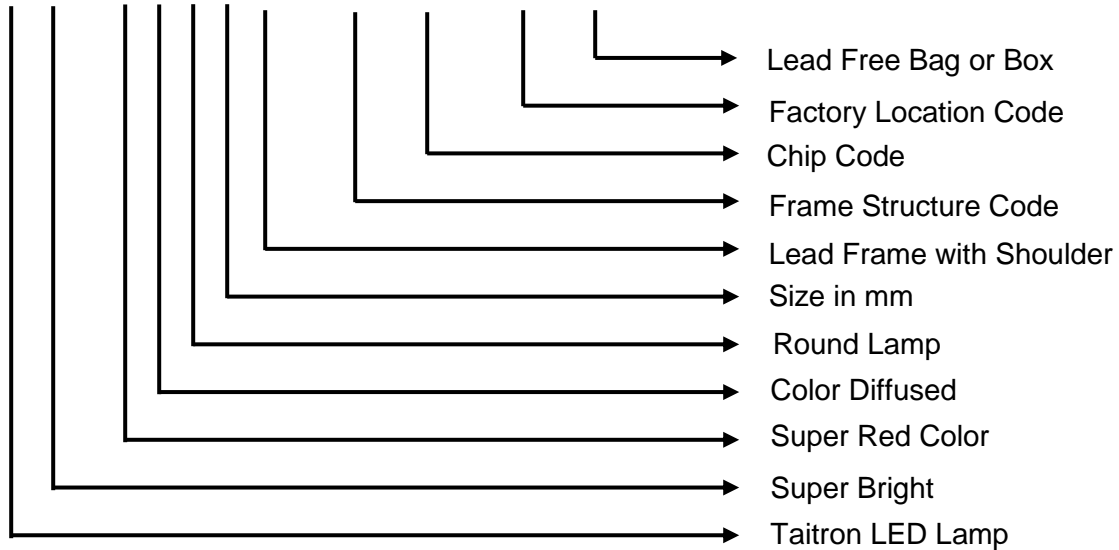 Lead Free Bag or Box
Factory Location Code
Chip Code
Frame Structure Code
Lead Frame with Shoulder
Size in mm
Round Lamp
Color Diffused
Super Red Color
Super Bright
Taitron LED Lamp